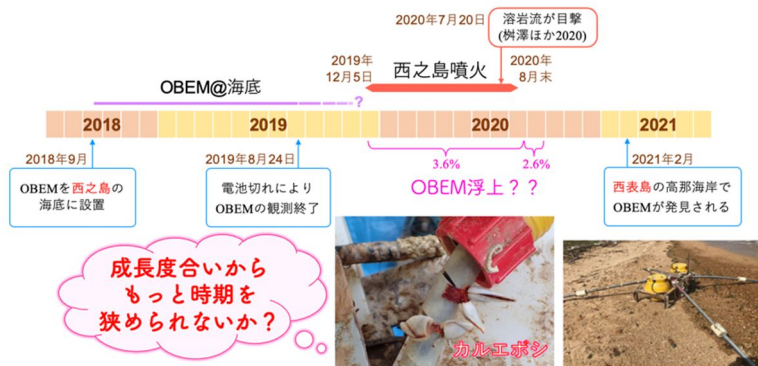 2020年7月20日
溶岩流が目撃
(桝澤ほか2020)
2019年
12月5日
西之島噴火
2020年
8月末
OBEM@海底
?
2018
2019
2020
2021
2018年9月
OBEMを西之島の
海底に設置
2019年8月24日
電池切れにより
OBEMの観測終了
3.6%
2.6%
OBEM浮上？？
2021年2月
西表島の高那海岸で
OBEMが発見される
成長度合いから
もっと時期を
狭められないか？
カルエボシ